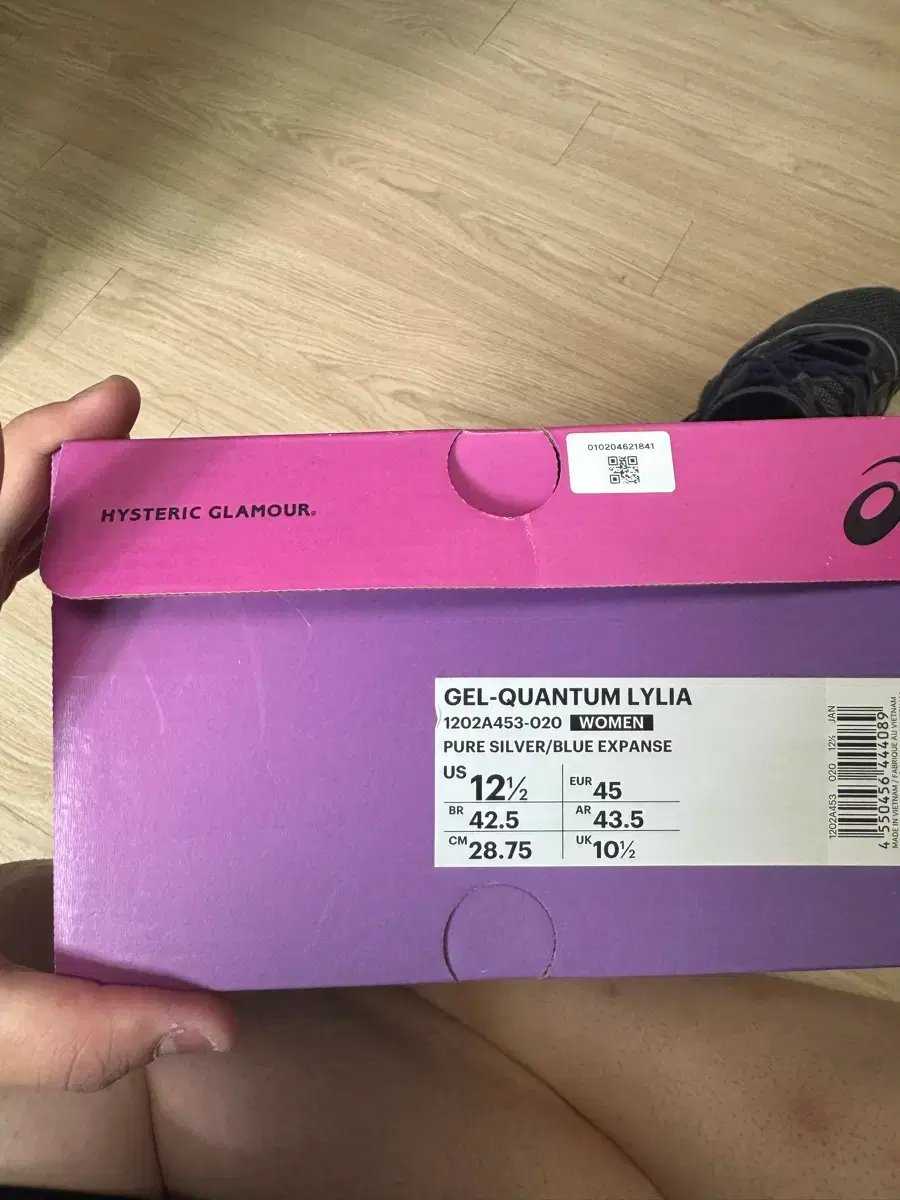 010204621841
HYSTERIC GLAMOUR®
GEL-QUANTUM LYLIA
1202A453-020 WOMEN
PURE SILVER/BLUE EXPANSE
US 12½ EUR 45
BR 42.5 AR 43.5
CM 28.75 UK 10½
1202A453 020 12½ JAN
4 550456 444089
MADE IN VIETNAM / FABRIQUÉ AU VIETNAM